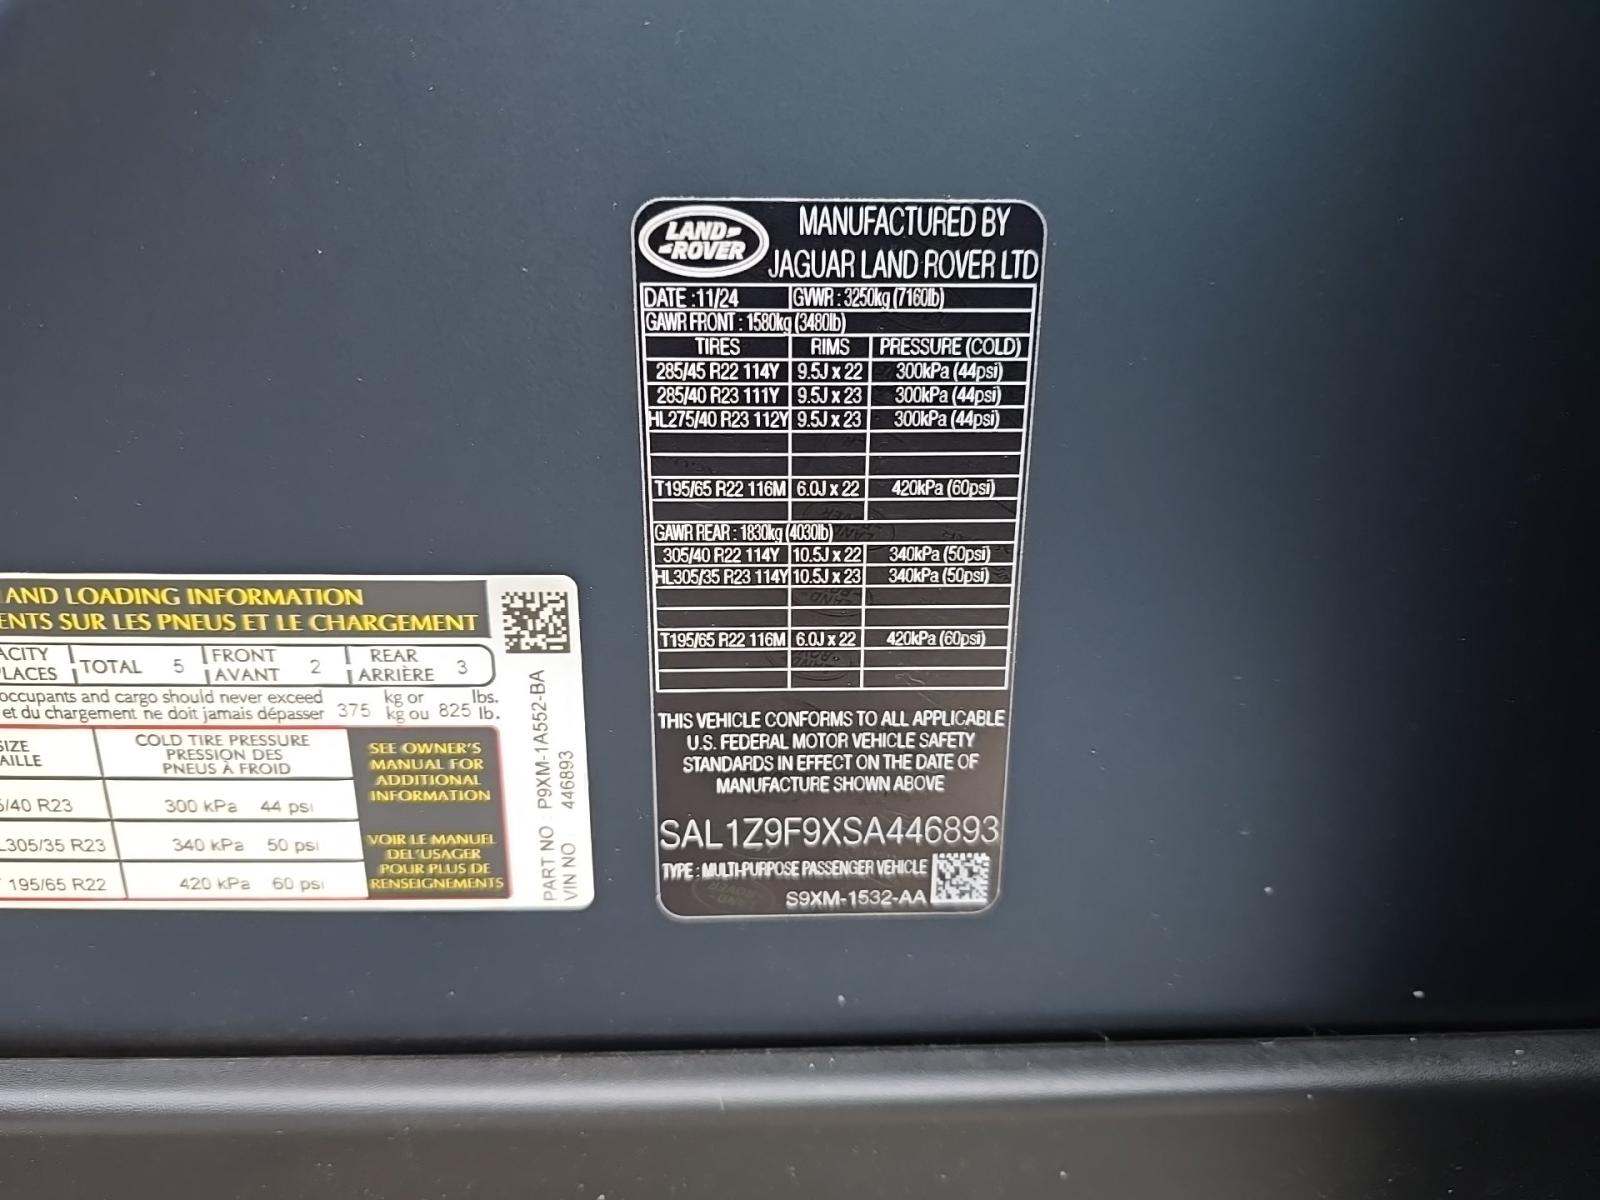 LAND
ROVER
MANUFACTURED BY
JAGUAR LAND ROVER LTD
DATE :11/24 GVWR : 3250kg (7160lb)
GAWR FRONT : 1580kg (3480lb)
TIRES RIMS PRESSURE (COLD)
285/45 R22 114Y 9.5J x 22 300kPa (44psi)
285/40 R23 111Y 9.5J x 23 300kPa (44psi)
HL275/40 R23 112Y 9.5J x 23 300kPa (44psi)
T195/65 R22 116M 6.0J x 22 420kPa (60psi)
GAWR REAR : 1830kg (4030lb)
305/40 R22 114Y 10.5J x 22 340kPa (50psi)
HL305/35 R23 114Y 10.5J x 23 340kPa (50psi)
T195/65 R22 116M 6.0J x 22 420kPa (60psi)
THIS VEHICLE CONFORMS TO ALL APPLICABLE
U.S. FEDERAL MOTOR VEHICLE SAFETY
STANDARDS IN EFFECT ON THE DATE OF
MANUFACTURE SHOWN ABOVE
SAL1Z9F9XSA446893
TYPE : MULTI-PURPOSE PASSENGER VEHICLE
S9XM-1532-AA
AND LOADING INFORMATION
ENTS SUR LES PNEUS ET LE CHARGEMENT
ACITY TOTAL 5 FRONT 2 REAR 3
PLACES AVANT ARRIÈRE
occupants and cargo should never exceed kg or lbs.
et du chargement ne doit jamais dépasser 375 kg ou 825 lb.
SIZE COLD TIRE PRESSURE
AILLE PRESSION DES
PNEUS À FROID
5/40 R23 300 kPa 44 psi
L305/35 R23 340 kPa 50 psi
T 195/65 R22 420 kPa 60 psi
SEE OWNER'S
MANUAL FOR
ADDITIONAL
INFORMATION
VOIR LE MANUEL
DE L'USAGER
POUR PLUS DE
RENSEIGNEMENTS
PART NO : P9XM-1A552-BA
VIN NO 446893